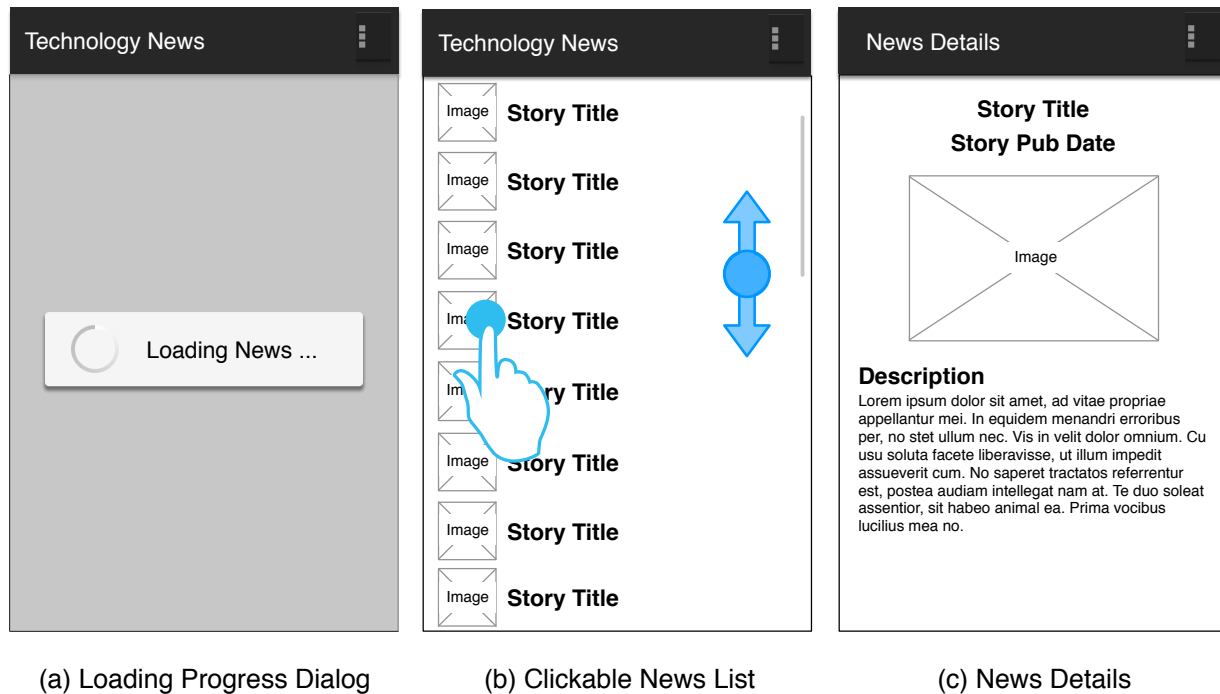 Technology News
Loading News ...
(a) Loading Progress Dialog
Technology News
Image
Story Title
Image
Story Title
Image
Story Title
Story Title
Image
Story Title
Image
Story Title
Image
Story Title
(b) Clickable News List
News Details
Story Title
Story Pub Date
Image
Description
Lorem ipsum dolor sit amet, ad vitae propriae
appellantur mei. In equidem menandri erroribus
per, no stet ullum nec. Vis in velit dolor omnium. Cu
usu soluta facete liberavisse, ut illum impedit
assueverit cum. No saperet tractatos referrentur
est, postea audiam intellegat nam at. Te duo soleat
assentior, sit habeo animal ea. Prima vocibus
lucilius mea no.
(c) News Details